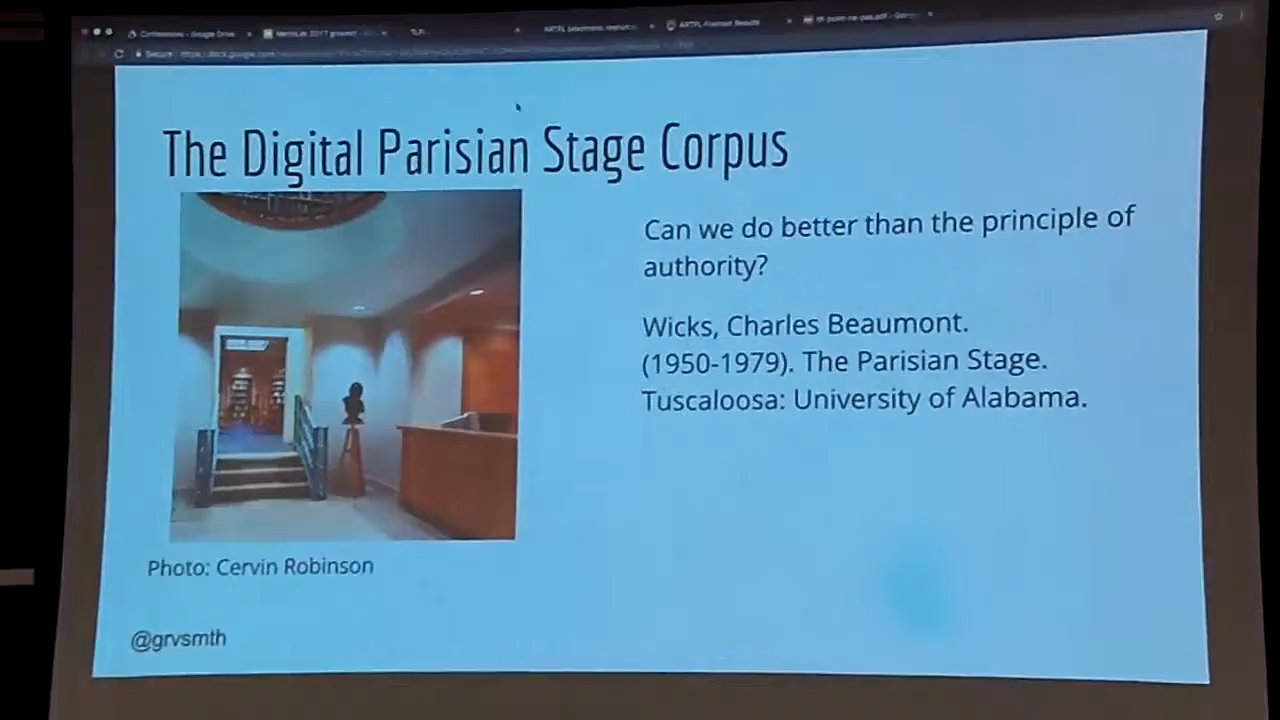 The Digital Parisian Stage Corpus
Can we do better than the principle of
authority?
Wicks, Charles Beaumont.
(1950-1979). The Parisian Stage.
Tuscaloosa: University of Alabama.
Photo: Cervin Robinson
@grvsmth